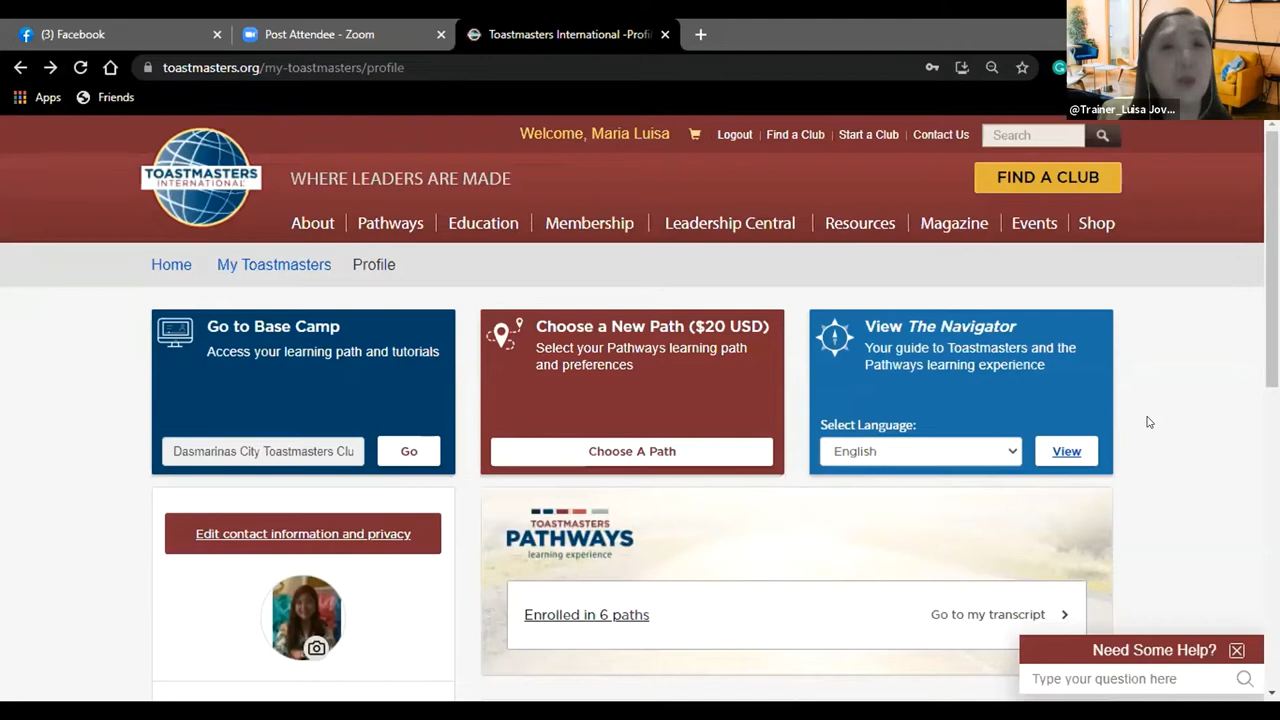 (3) Facebook
Post Attendee - Zoom
Toastmasters International -Profi
toastmasters.org/my-toastmasters/profile
Apps
Friends
@Trainer_Luisa Jov...
Welcome, Maria Luisa
Logout
Find a Club
Start a Club
Contact Us
Search
TOASTMASTERS
INTERNATIONAL
WHERE LEADERS ARE MADE
FIND A CLUB
About
Pathways
Education
Membership
Leadership Central
Resources
Magazine
Events
Shop
Home
My Toastmasters
Profile
Go to Base Camp
Access your learning path and tutorials
Dasmarinas City Toastmasters Clu
Go
Choose a New Path ($20 USD)
Select your Pathways learning path
and preferences
Choose A Path
View The Navigator
Your guide to Toastmasters and the
Pathways learning experience
Select Language:
English
View
Edit contact information and privacy
TOASTMASTERS
PATHWAYS
learning experience
Enrolled in 6 paths
Go to my transcript
Need Some Help?
Type your question here